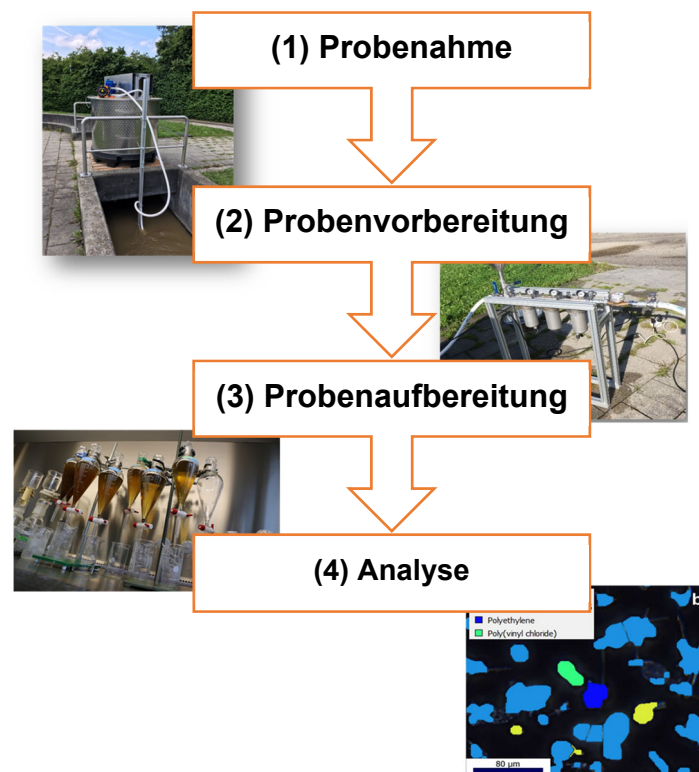 (1) Probenahme
(2) Probenvorbereitung
(3) Probenaufbereitung
(4) Analyse
b
Polyethylene
Poly(vinyl chloride)
80 µm